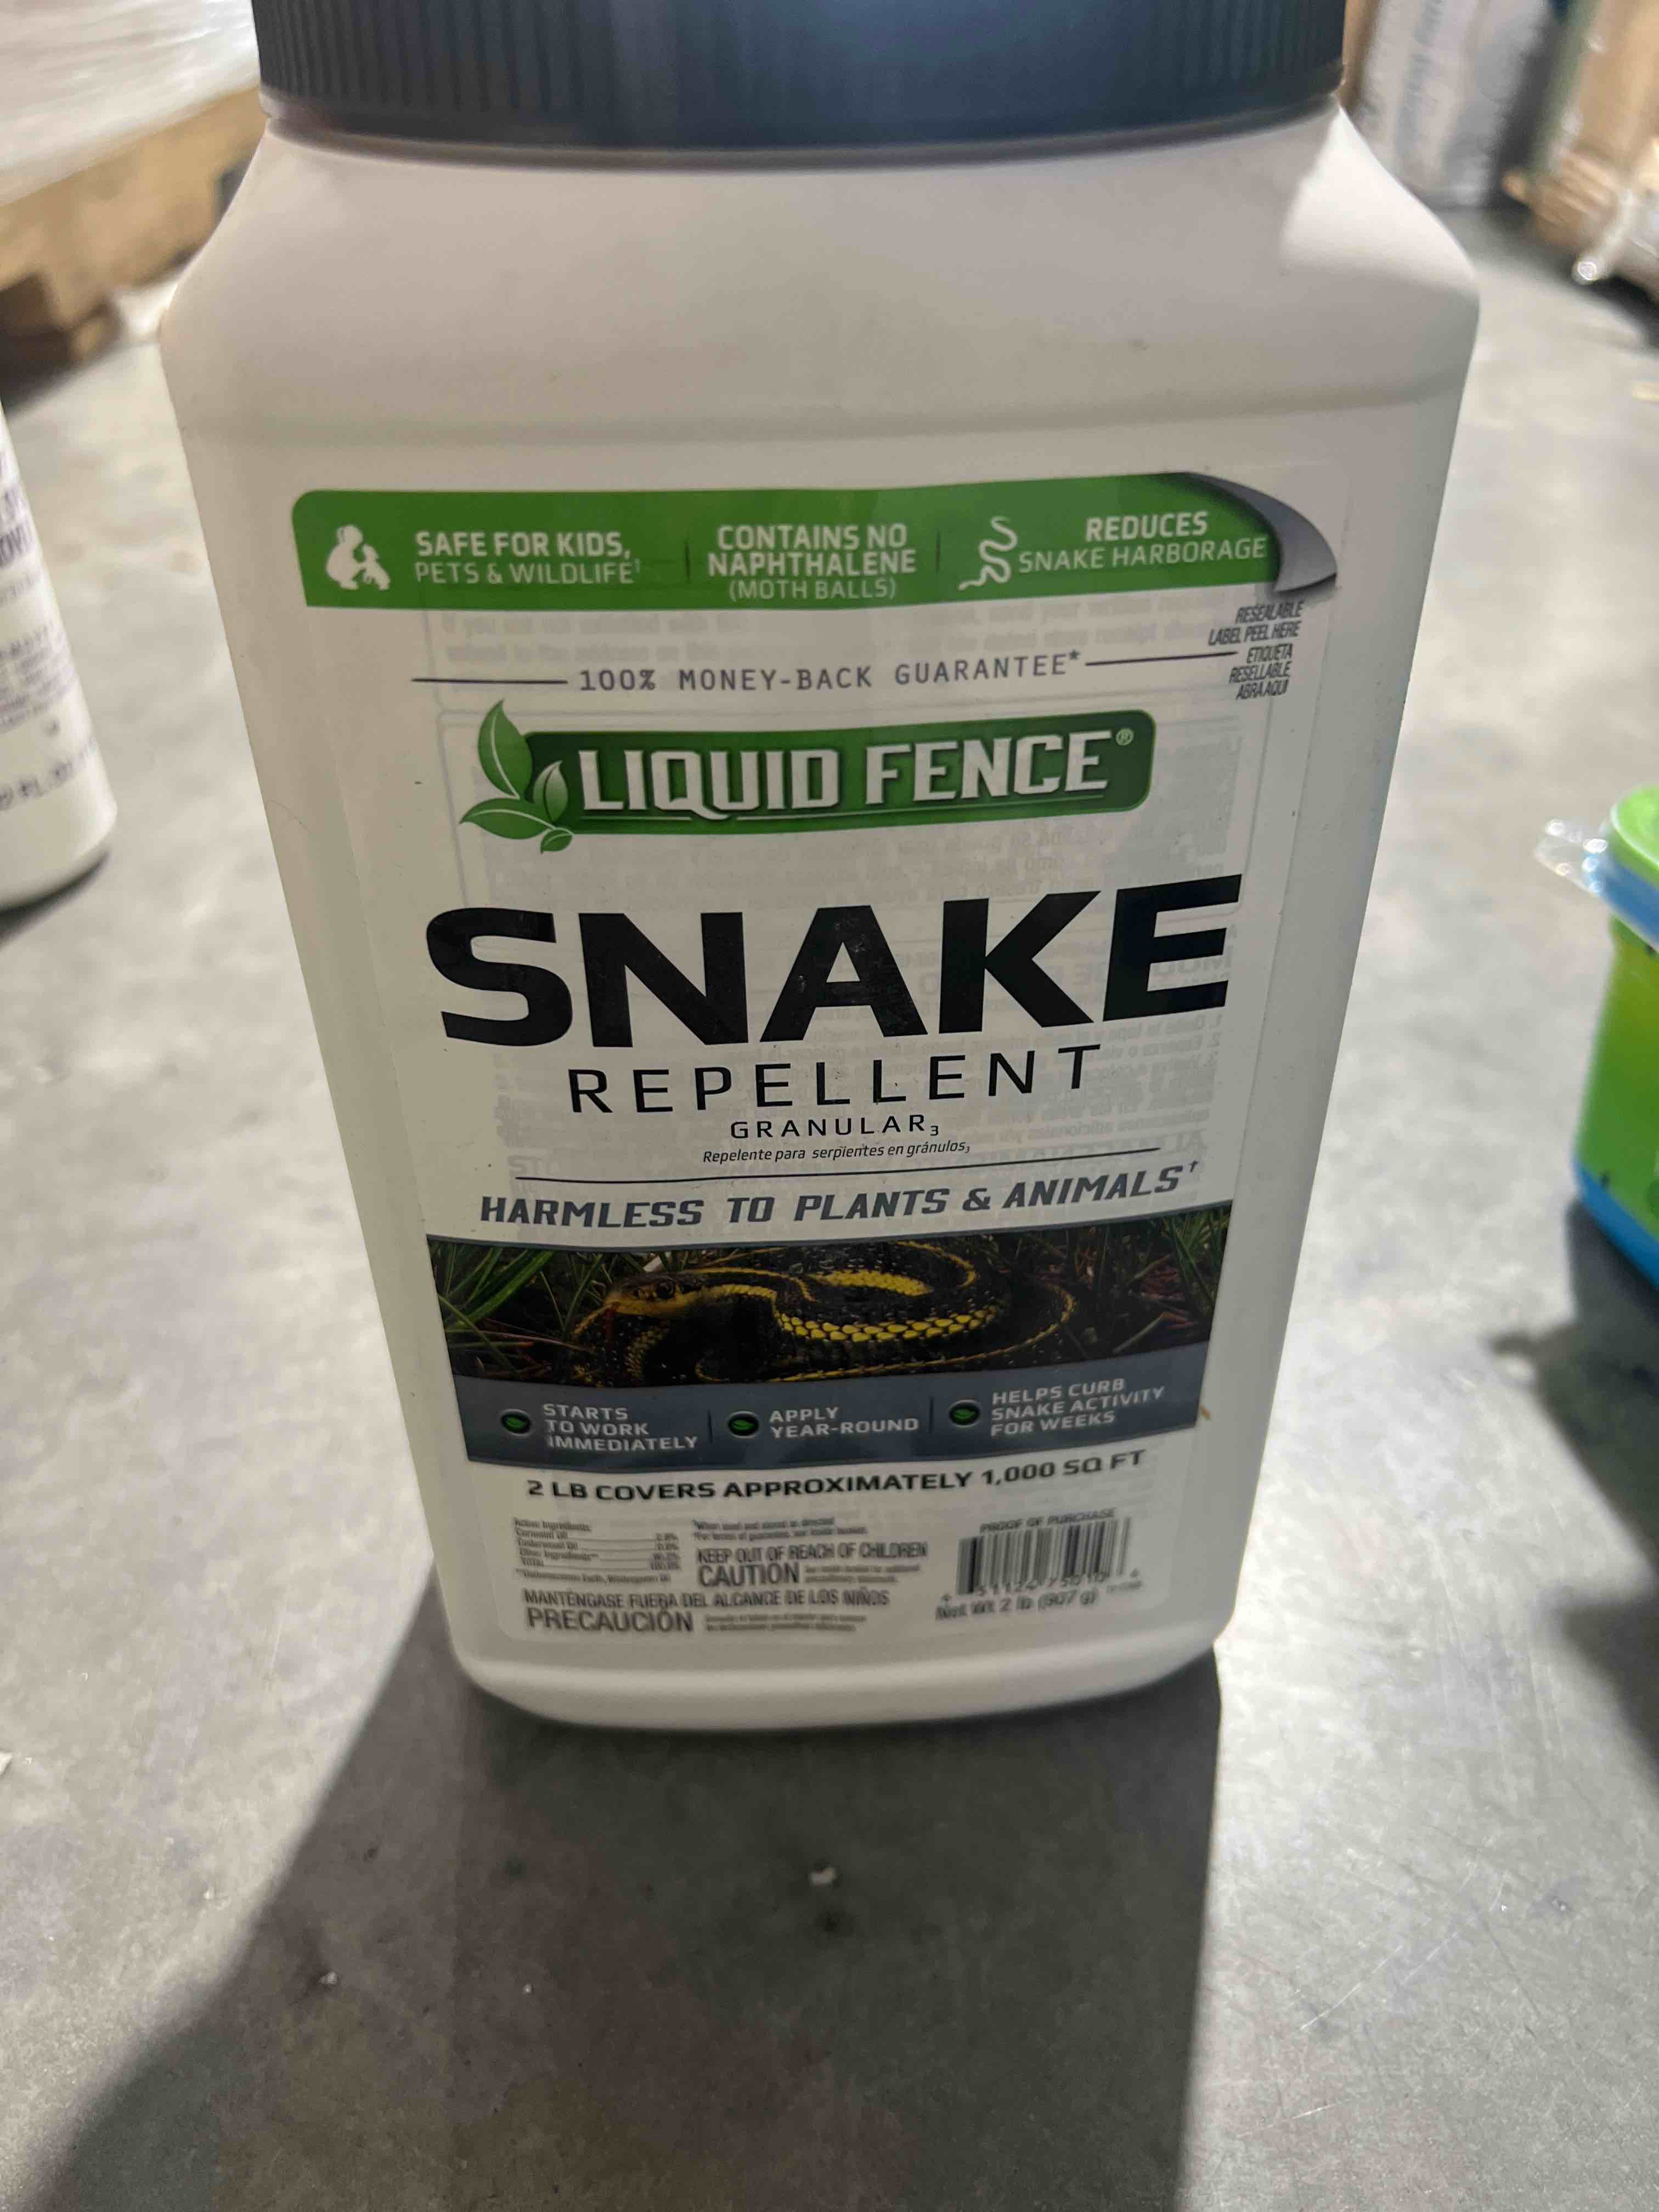 SAFE FOR KIDS,
PETS & WILDLIFE†
CONTAINS NO
NAPHTHALENE
(MOTH BALLS)
REDUCES
SNAKE HARBORAGE
RESEALABLE
LABEL PEEL HERE
ETIQUETA
RESELLABLE,
ABRA AQUI
100% MONEY-BACK GUARANTEE*
LIQUID FENCE®
SNAKE
REPELLENT
GRANULAR3
Repelente para serpientes en gránulos3
HARMLESS TO PLANTS & ANIMALS†
STARTS
TO WORK
IMMEDIATELY
APPLY
YEAR-ROUND
HELPS CURB
SNAKE ACTIVITY
FOR WEEKS
2 LB COVERS APPROXIMATELY 1,000 SQ FT
Active Ingredients:
TOTAL
KEEP OUT OF REACH OF CHILDREN
CAUTION
MANTÉNGASE FUERA DEL ALCANCE DE LOS NIÑOS
PRECAUCIÓN
PROOF OF PURCHASE
Net Wt 2 lb (907 g)